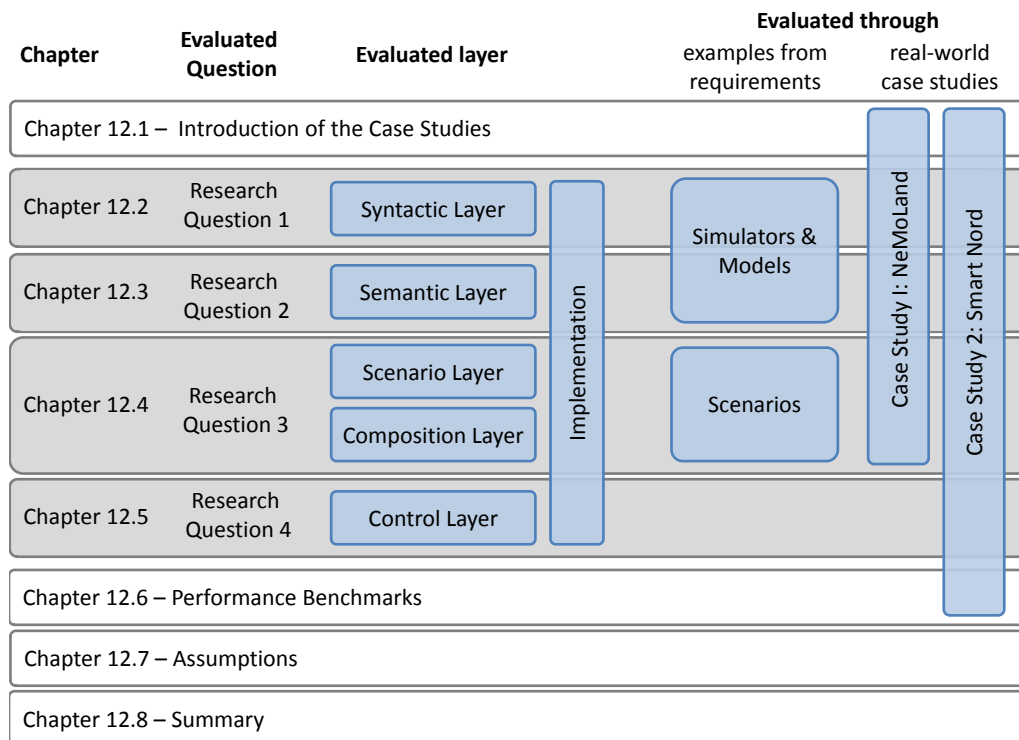 Evaluated through
Chapter
Evaluated
Question
Evaluated layer
examples from
requirements
real-world
case studies
Chapter 12.1 – Introduction of the Case Studies
Chapter 12.2
Research
Question 1
Syntactic Layer
Simulators &
Models
Chapter 12.3
Research
Question 2
Semantic Layer
Chapter 12.4
Research
Question 3
Scenario Layer
Composition Layer
Scenarios
Chapter 12.5
Research
Question 4
Control Layer
Implementation
Case Study I: NeMoLand
Case Study 2: Smart Nord
Chapter 12.6 – Performance Benchmarks
Chapter 12.7 – Assumptions
Chapter 12.8 – Summary